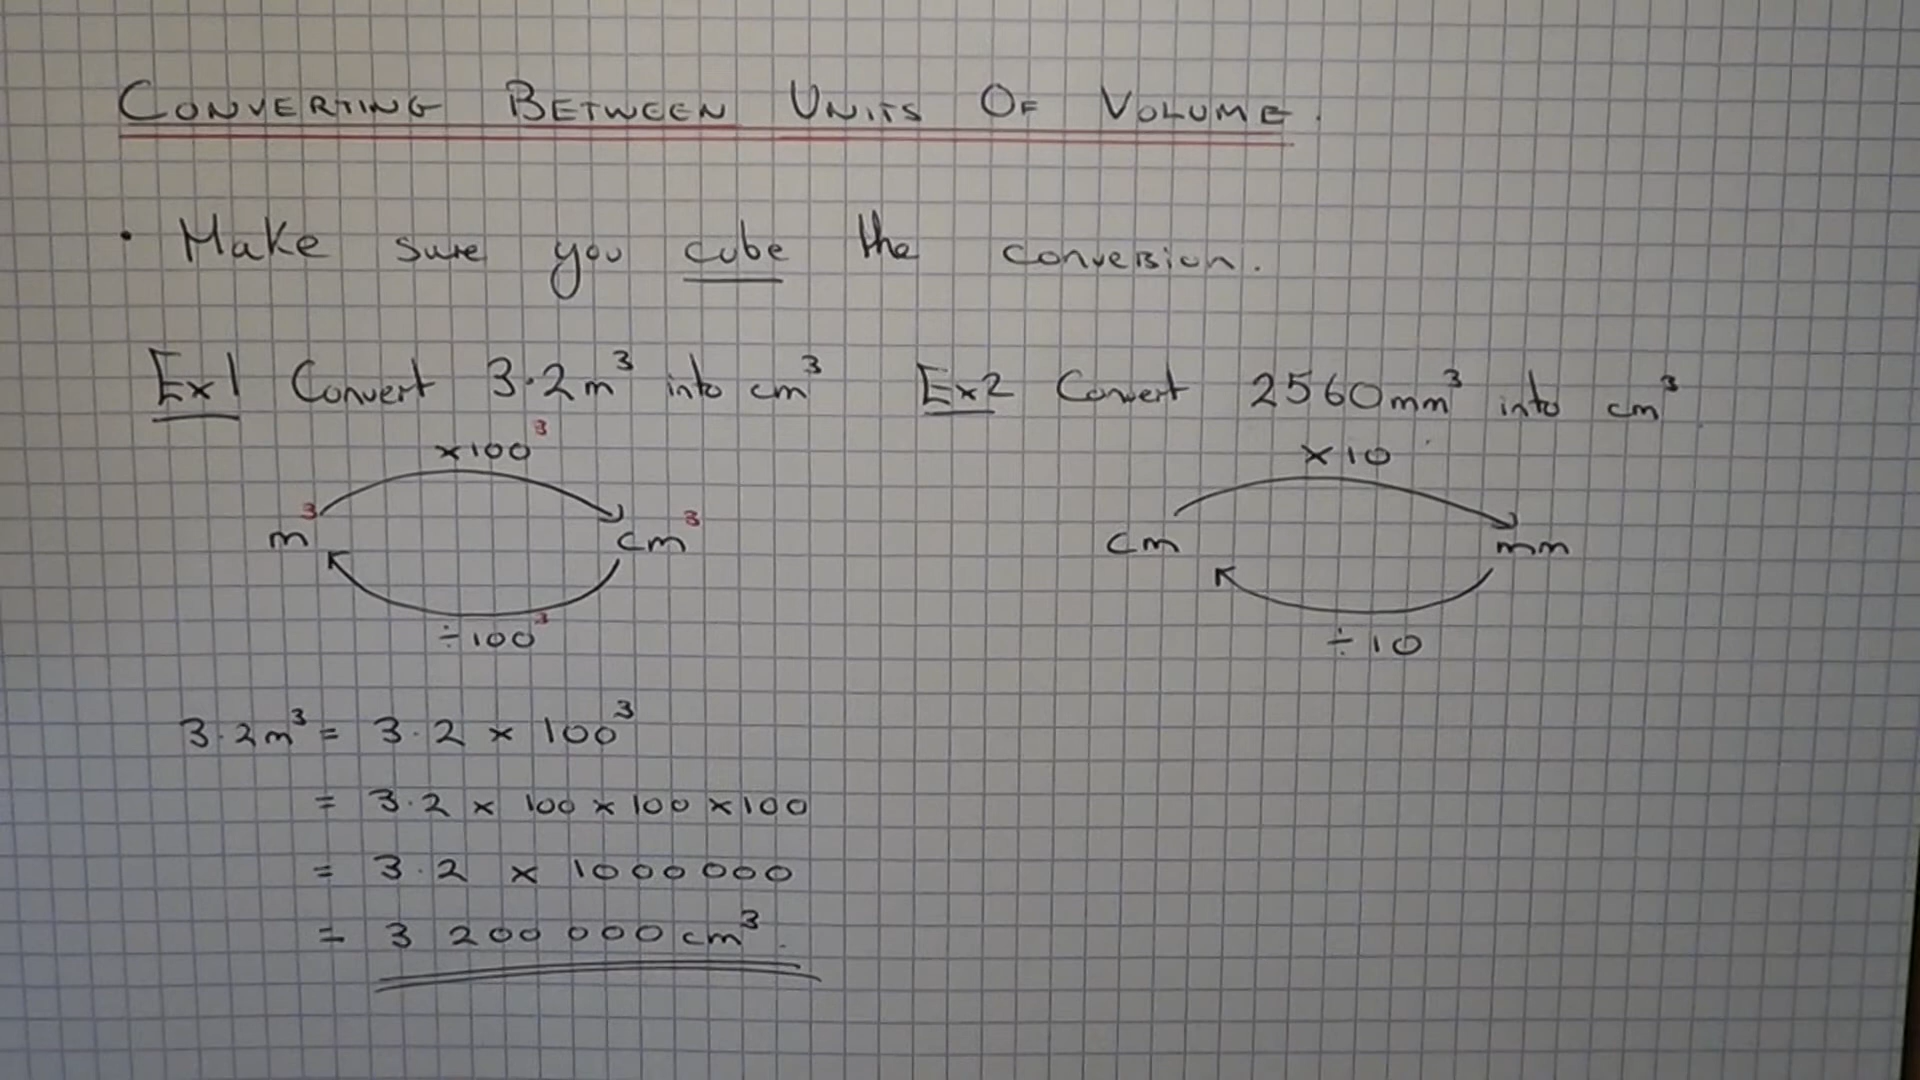 CONVERTING BETWEEN UNITS OF VOLUME.
• Make sure you cube the conversion.
Ex1 Convert 3.2m³ into cm³
×100³
m³ cm³
÷100³
3.2m³ = 3.2 × 100³
= 3.2 × 100 × 100 × 100
= 3.2 × 1000000
= 3 200 000 cm³.
Ex2 Convert 2560mm³ into cm³
×10
cm mm
÷10